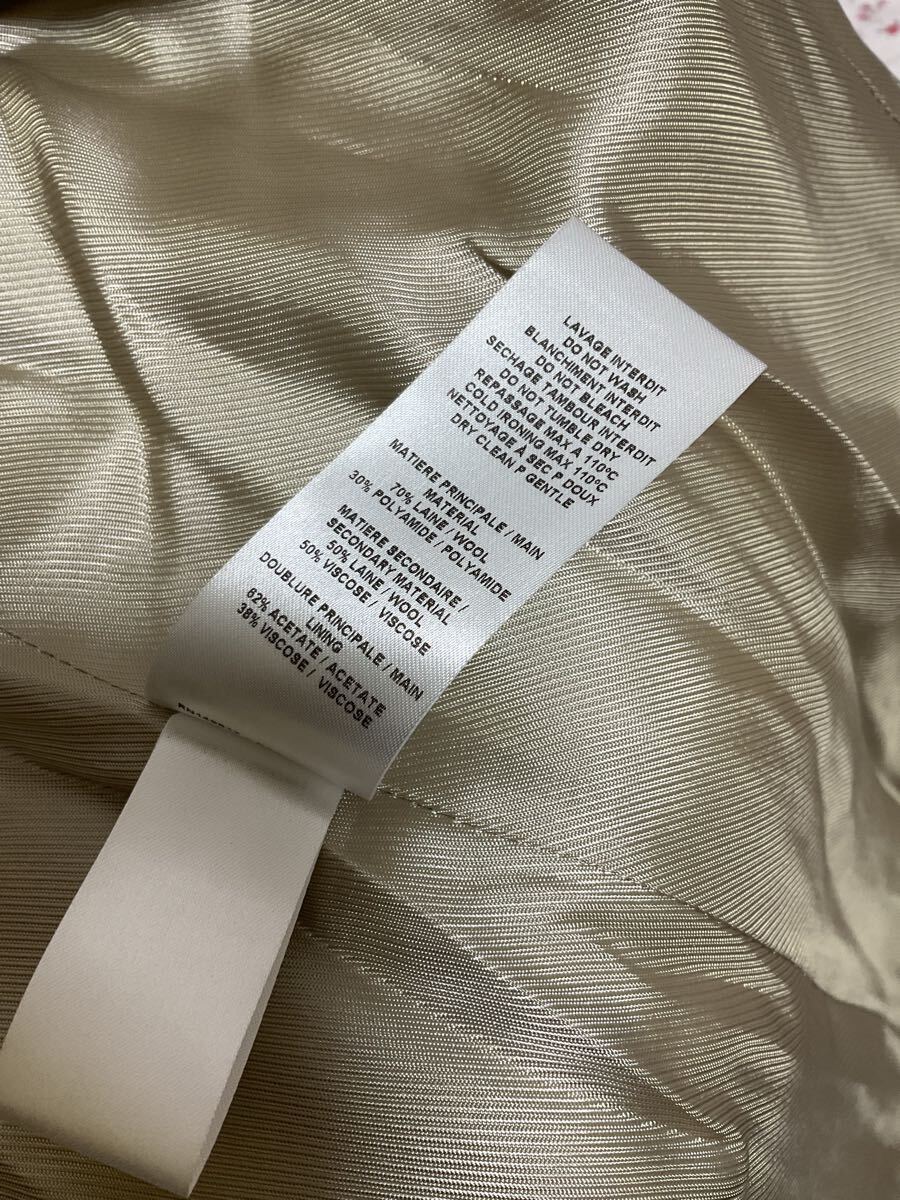 LAVAGE INTERDIT
DO NOT WASH
BLANCHIMENT INTERDIT
DO NOT BLEACH
SECHAGE TAMBOUR INTERDIT
DO NOT TUMBLE DRY
REPASSAGE MAX A 110ºC
COLD IRONING MAX 110ºC
NETTOYAGE A SEC P DOUX
DRY CLEAN P GENTLE
MATIERE PRINCIPALE / MAIN
MATERIAL
70% LAINE / WOOL
30% POLYAMIDE / POLYAMIDE
MATIERE SECONDAIRE /
SECONDARY MATERIAL
50% LAINE / WOOL
50% VISCOSE / VISCOSE
DOUBLURE PRINCIPALE / MAIN
LINING
62% ACETATE / ACETATE
38% VISCOSE / VISCOSE